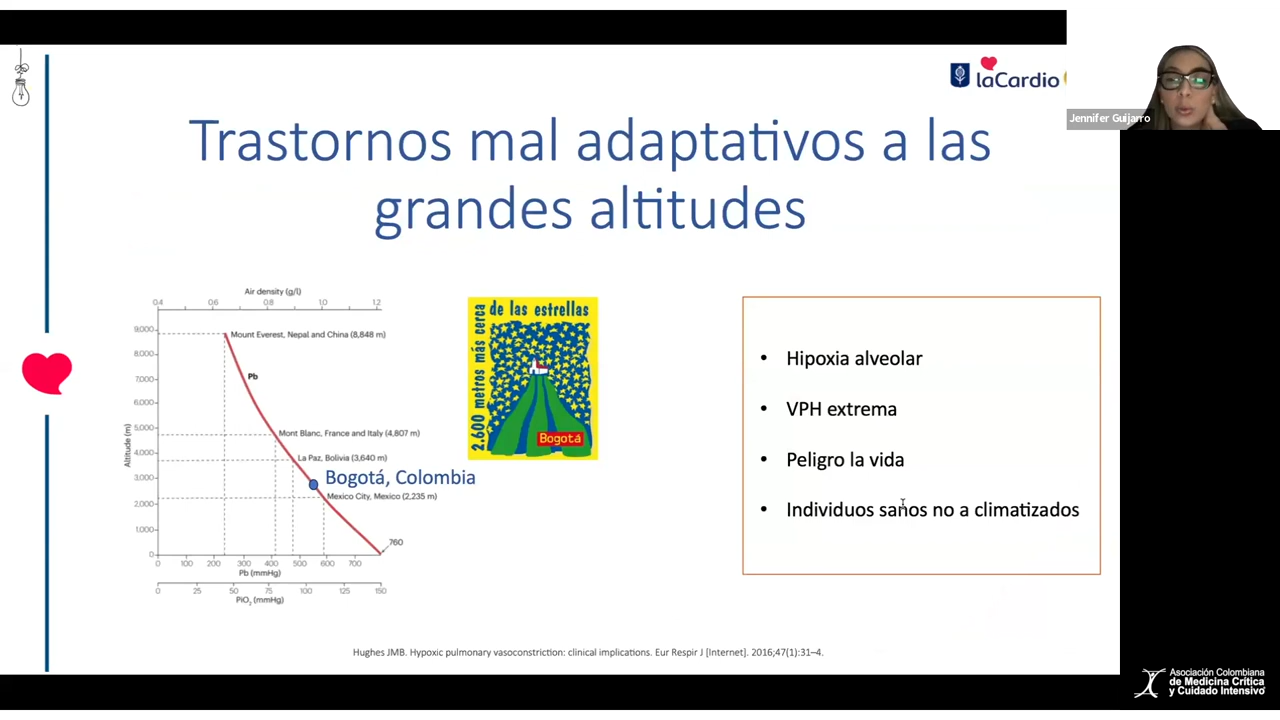 laCardio
Jennifer Guijarro
Trastornos mal adaptativos a las
grandes altitudes
Air density (g/l)
0.4 0.6 0.8 1.0 1.2
9,000
8,000
7,000
6,000
5,000
4,000
3,000
2,000
1,000
0
Altitude (m)
Mount Everest, Nepal and China (8,848 m)
Pb
Mont Blanc, France and Italy (4,807 m)
La Paz, Bolivia (3,640 m)
Bogotá, Colombia
Mexico City, Mexico (2,235 m)
760
0 100 200 300 400 500 600 700
Pb (mmHg)
0 25 50 75 100 125 150
PiO2 (mmHg)
2.600 metros más cerca
de las estrellas
Bogotá
• Hipoxia alveolar
• VPH extrema
• Peligro la vida
• Individuos sanos no a climatizados
Hughes JMB. Hypoxic pulmonary vasoconstriction: clinical implications. Eur Respir J [Internet]. 2016;47(1):31–4.
Asociación Colombiana
de Medicina Crítica
y Cuidado Intensivo